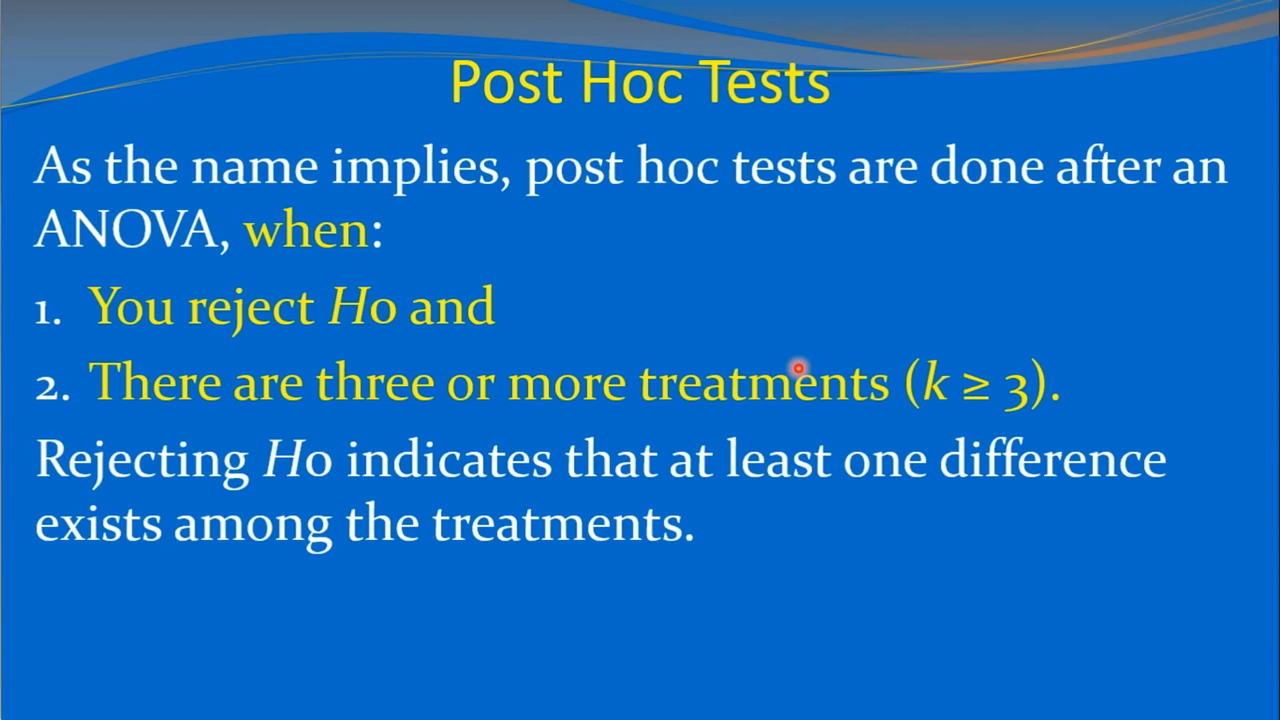 Post Hoc Tests
As the name implies, post hoc tests are done after an
ANOVA, when:
1. You reject Ho and
2. There are three or more treatments (k ≥ 3).
Rejecting Ho indicates that at least one difference
exists among the treatments.